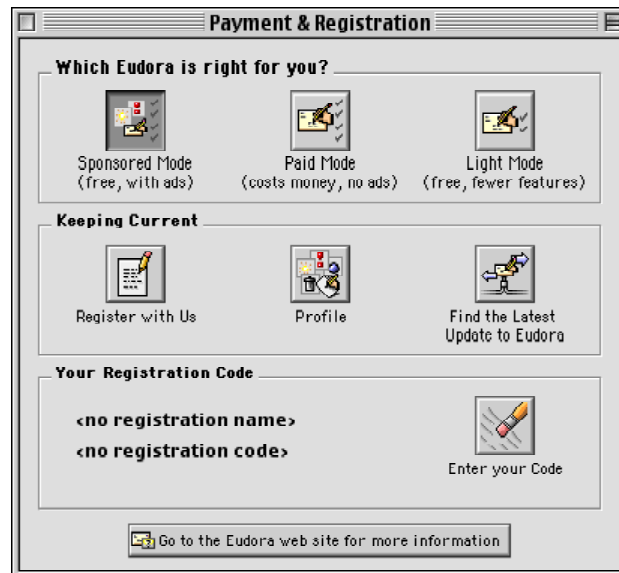 Payment & Registration
Which Eudora is right for you?
Sponsored Mode
(free, with ads)
Paid Mode
(costs money, no ads)
Light Mode
(free, fewer features)
Keeping Current
Register with Us
Profile
Find the Latest
Update to Eudora
Your Registration Code
<no registration name>
<no registration code>
Enter your Code
Go to the Eudora web site for more information